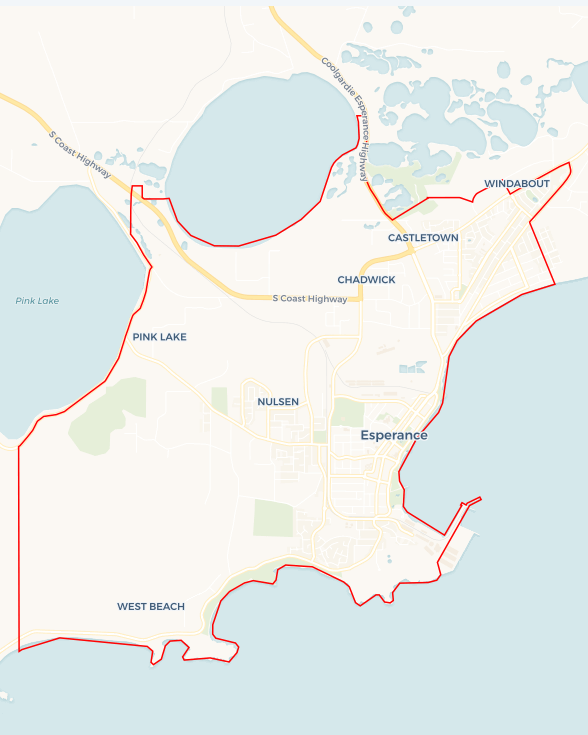 Coolgardie Esperance Highway
S Coast Highway
WINDABOUT
CASTLETOWN
CHADWICK
Pink Lake
S Coast Highway
PINK LAKE
NULSEN
Esperance
WEST BEACH